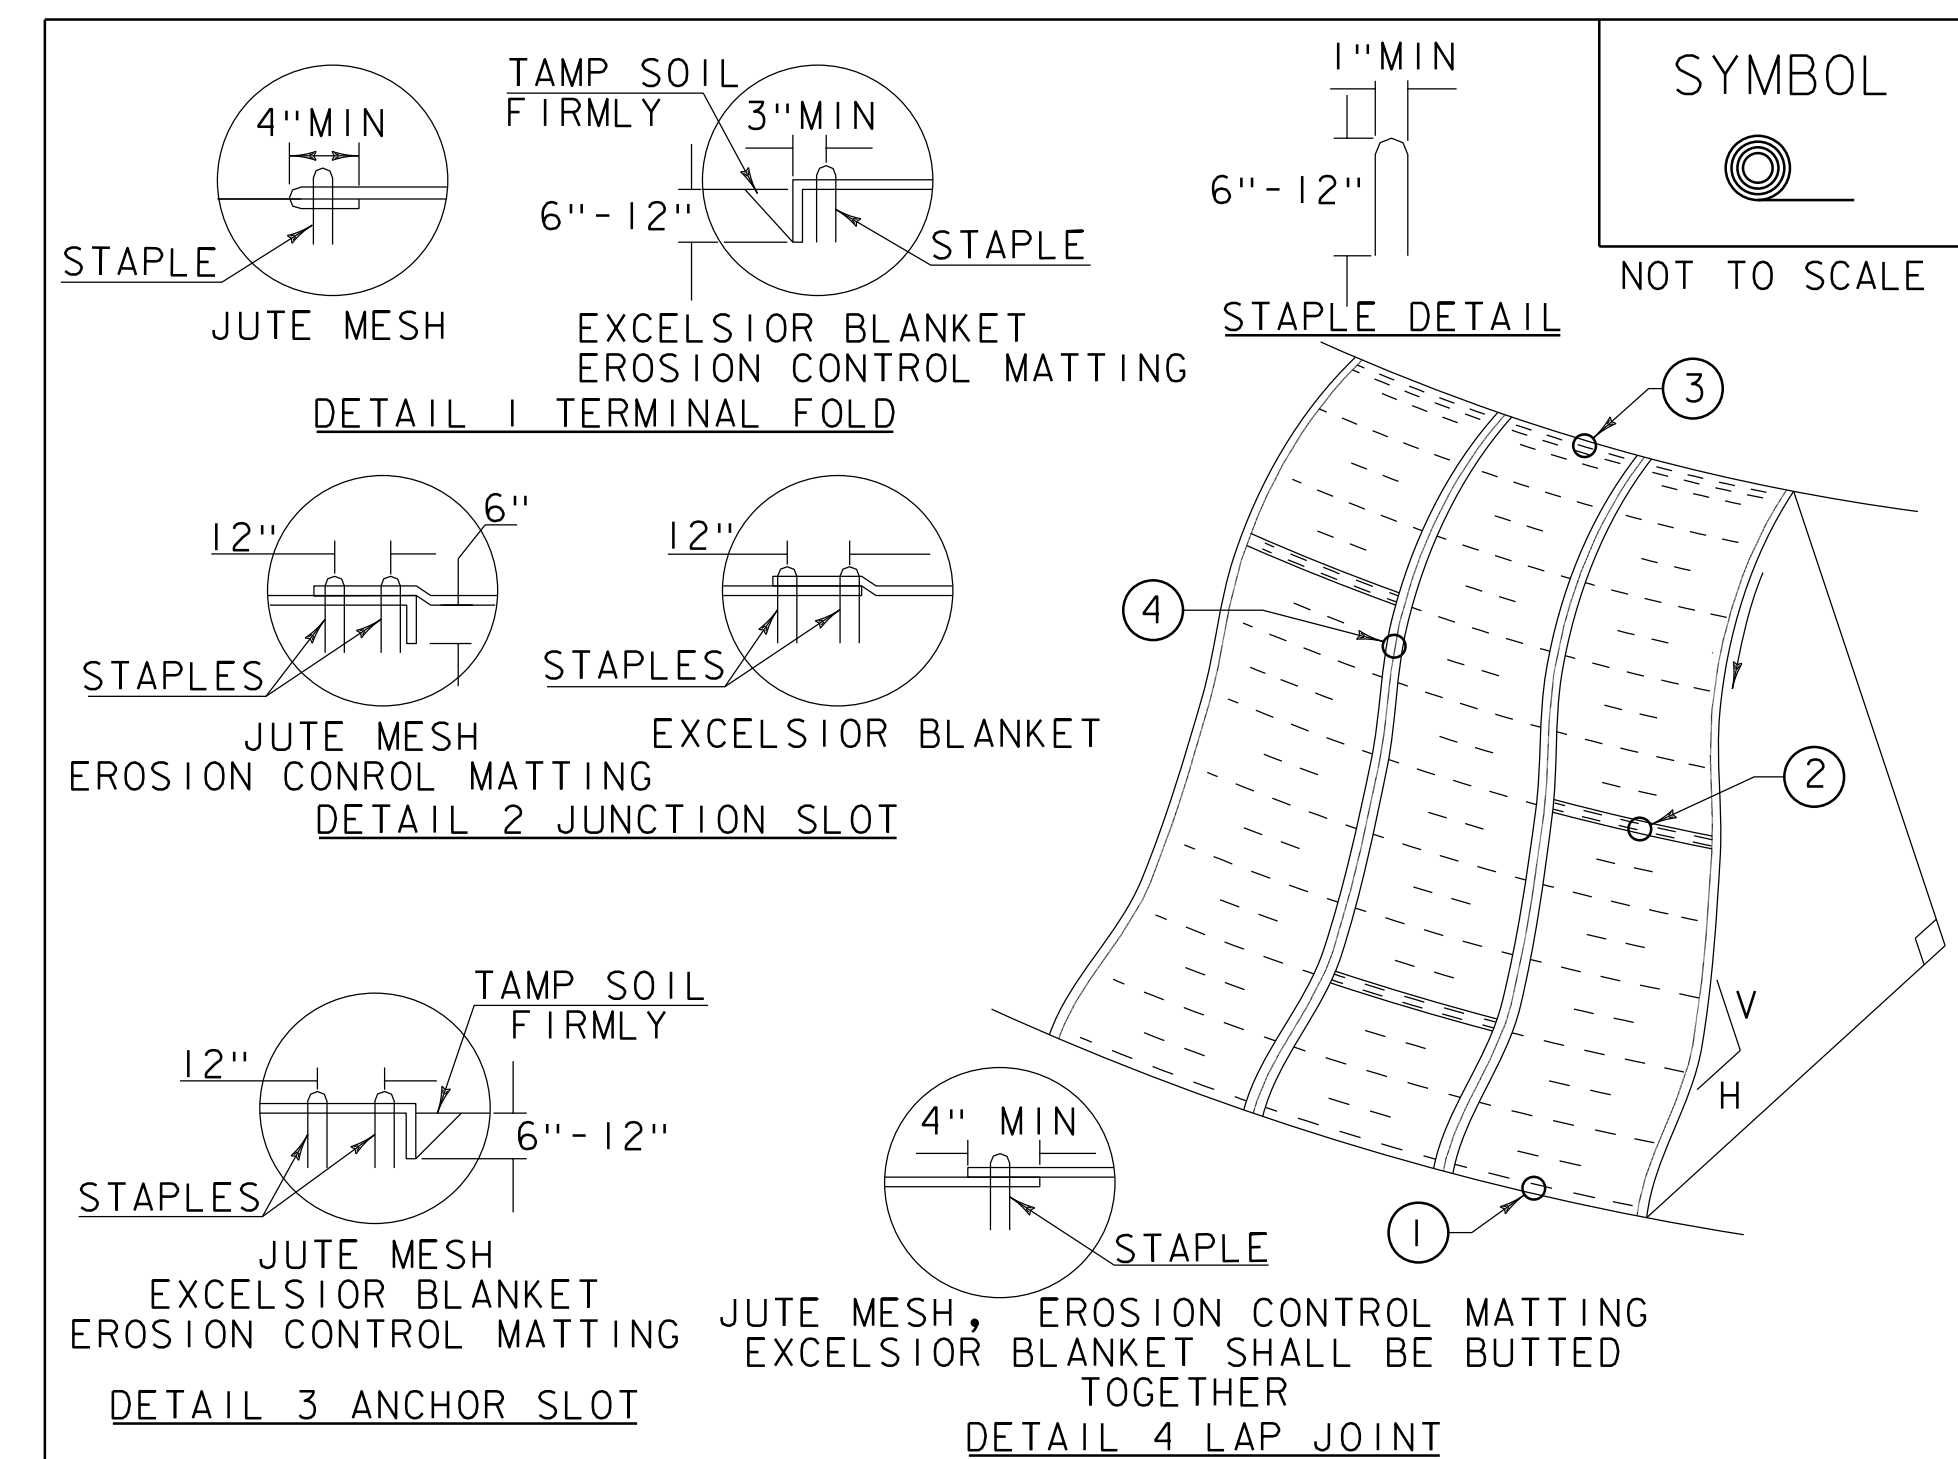 4"MIN
STAPLE
JUTE MESH
TAMP SOIL
FIRMLY
3"MIN
6"-12"
STAPLE
EXCELSIOR BLANKET
EROSION CONTROL MATTING
DETAIL 1 TERMINAL FOLD
1"MIN
6"-12"
STAPLE DETAIL
SYMBOL
NOT TO SCALE
12"
6"
STAPLES
JUTE MESH
EROSION CONROL MATTING
12"
STAPLES
EXCELSIOR BLANKET
DETAIL 2 JUNCTION SLOT
3
4
2
V
H
1
TAMP SOIL
FIRMLY
12"
6"-12"
STAPLES
JUTE MESH
EXCELSIOR BLANKET
EROSION CONTROL MATTING
DETAIL 3 ANCHOR SLOT
4" MIN
STAPLE
JUTE MESH, EROSION CONTROL MATTING
EXCELSIOR BLANKET SHALL BE BUTTED
TOGETHER
DETAIL 4 LAP JOINT